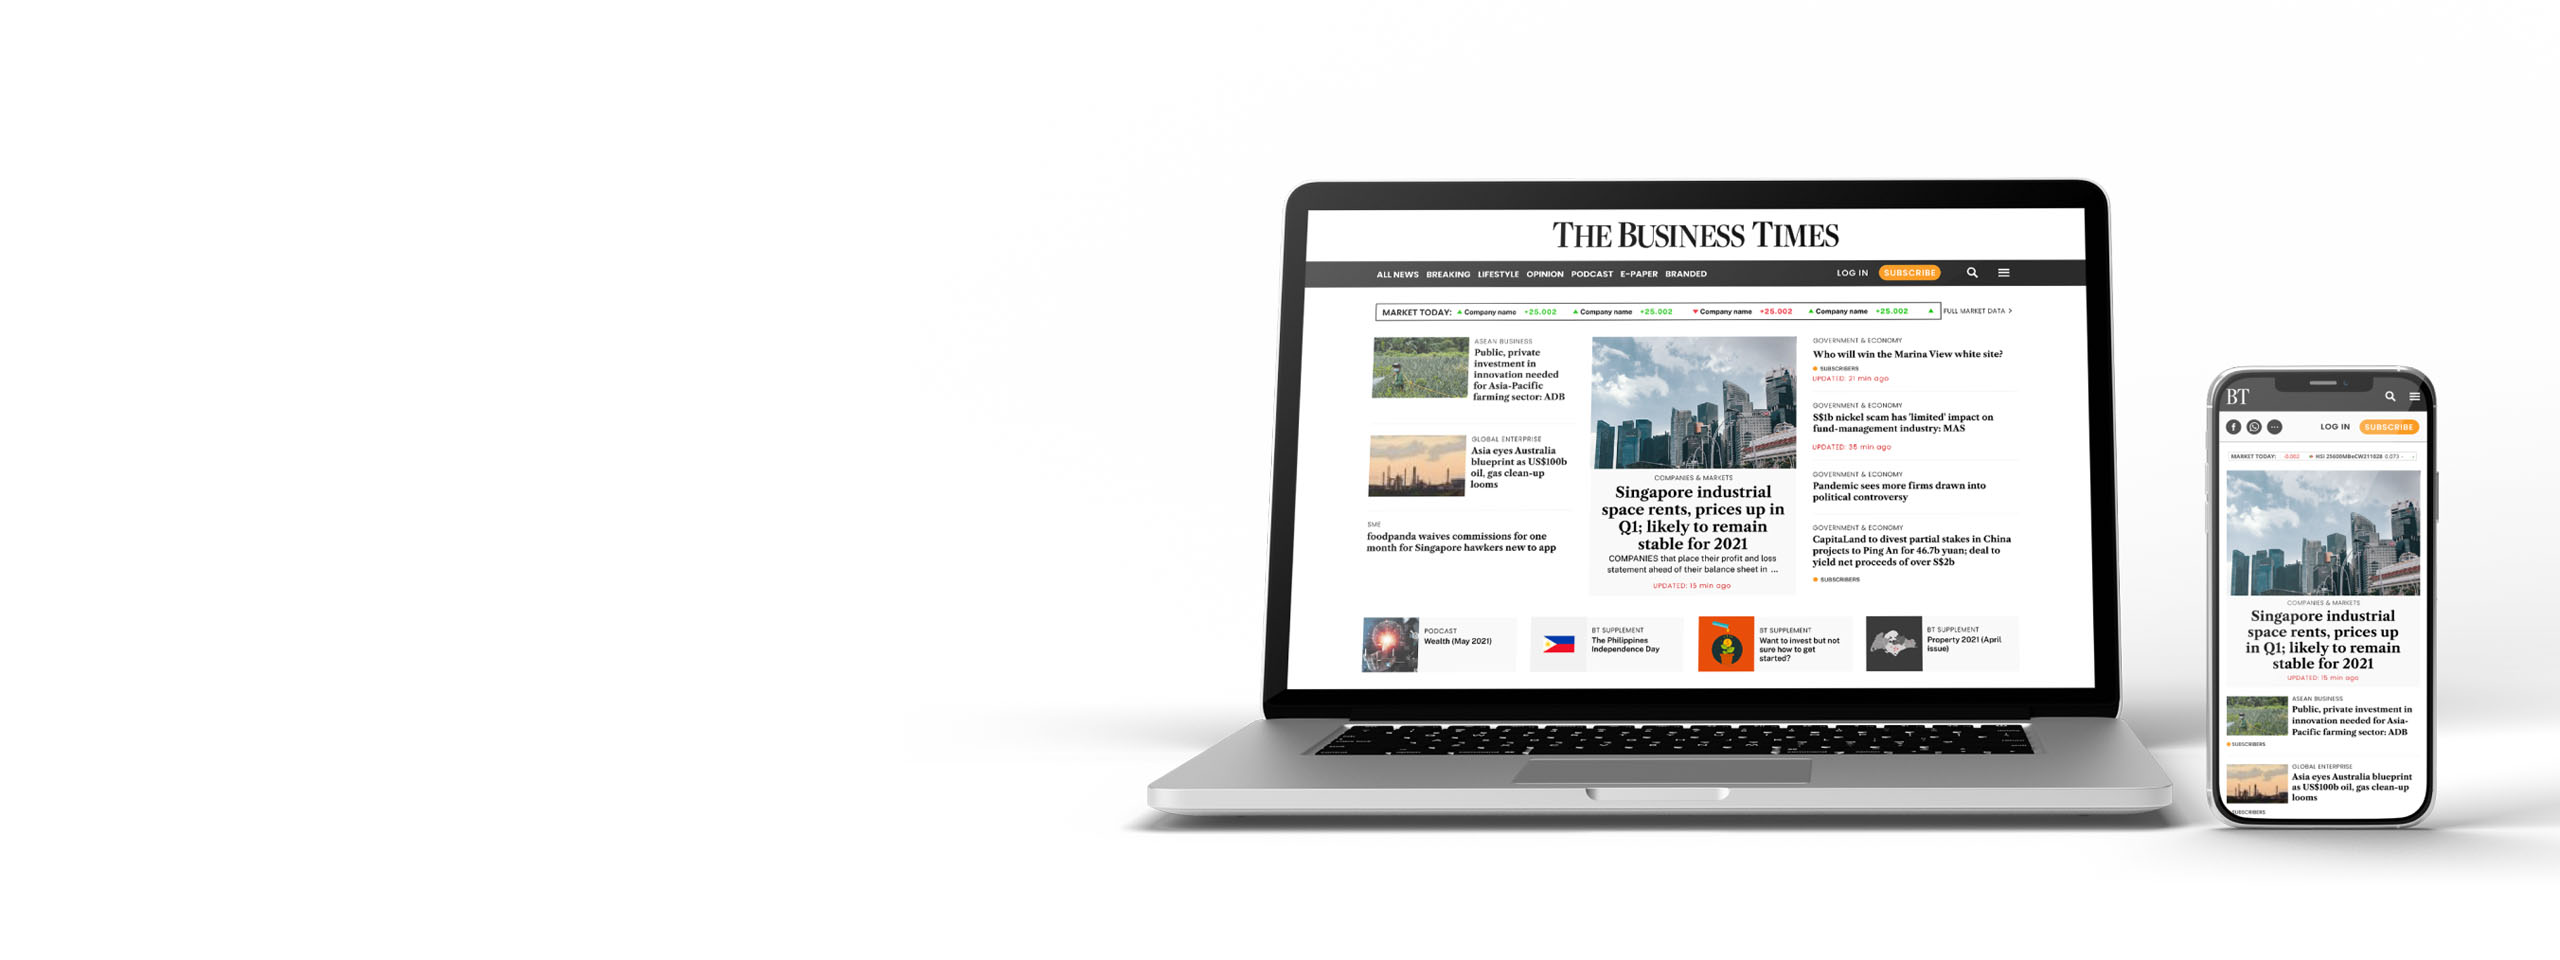 THE BUSINESS TIMES
ALL NEWS BREAKING LIFESTYLE OPINION PODCAST E-PAPER BRANDED LOG IN SUBSCRIBE
MARKET TODAY: Company name +25.002 Company name +25.002 Company name +25.002 Company name +25.002 FULL MARKET DATA >
ASEAN BUSINESS
Public, private
investment in
innovation needed
for Asia-Pacific
farming sector: ADB
GLOBAL ENTERPRISE
Asia eyes Australia
blueprint as US$100b
oil, gas clean-up
looms
SME
foodpanda waives commissions for one
month for Singapore hawkers new to app
COMPANIES & MARKETS
Singapore industrial
space rents, prices up in
Q1; likely to remain
stable for 2021
COMPANIES that place their profit and loss
statement ahead of their balance sheet in ...
UPDATED: 15 min ago
GOVERNMENT & ECONOMY
Who will win the Marina View white site?
SUBSCRIBERS
UPDATED: 21 min ago
GOVERNMENT & ECONOMY
S$1b nickel scam has 'limited' impact on
fund-management industry: MAS
UPDATED: 35 min ago
GOVERNMENT & ECONOMY
Pandemic sees more firms drawn into
political controversy
GOVERNMENT & ECONOMY
CapitaLand to divest partial stakes in China
projects to Ping An for 46.7b yuan; deal to
yield net proceeds of over S$2b
SUBSCRIBERS
PODCAST
Wealth (May 2021)
BT SUPPLEMENT
The Philippines
Independence Day
BT SUPPLEMENT
Want to invest but not
sure how to get
started?
BT SUPPLEMENT
Property 2021 (April
issue)
BT
LOG IN SUBSCRIBE
MARKET TODAY: -0.002 HSI 25600MBeCW211028 0.073 -
COMPANIES & MARKETS
Singapore industrial
space rents, prices up
in Q1; likely to remain
stable for 2021
UPDATED: 15 min ago
ASEAN BUSINESS
Public, private investment in
innovation needed for Asia-
Pacific farming sector: ADB
SUBSCRIBERS
GLOBAL ENTERPRISE
Asia eyes Australia blueprint
as US$100b oil, gas clean-up
looms
SUBSCRIBERS